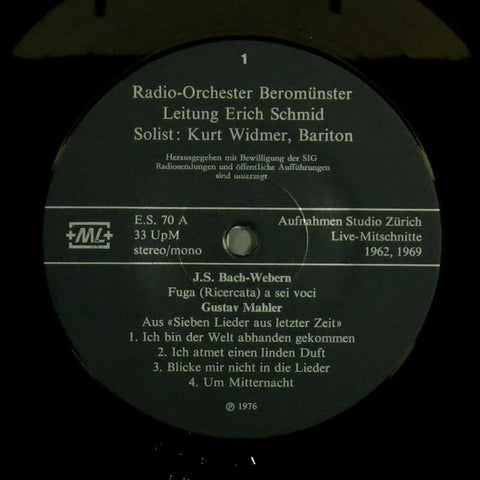 1
Radio-Orchester Beromünster
Leitung Erich Schmid
Solist: Kurt Widmer, Bariton
Herausgegeben mit Bewilligung der SIG
Radiosendungen und öffentliche Aufführungen
sind untersagt
+ML+
E.S. 70 A
33 UpM
stereo/mono
Aufnahmen Studio Zürich
Live-Mitschnitte
1962, 1969
J.S. Bach-Webern
Fuga (Ricercata) a sei voci
Gustav Mahler
Aus «Sieben Lieder aus letzter Zeit»
1. Ich bin der Welt abhanden gekommen
2. Ich atmet einen linden Duft
3. Blicke mir nicht in die Lieder
4. Um Mitternacht
℗ 1976